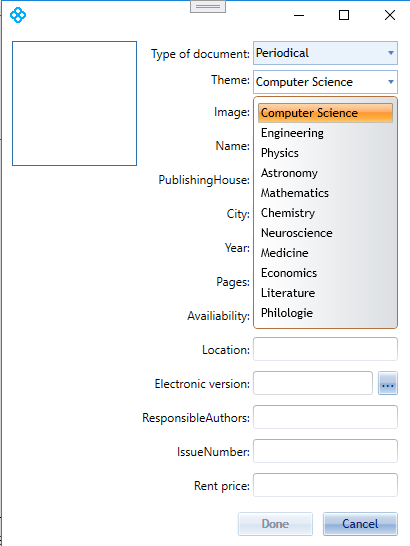 Type of document: Periodical
Theme: Computer Science
Image: Computer Science
Engineering
Name: Physics
Astronomy
PublishingHouse: Mathematics
City: Chemistry
Neuroscience
Year: Medicine
Economics
Pages: Literature
Availiability: Philologie
Location:
Electronic version: ...
ResponsibleAuthors:
IssueNumber:
Rent price:
Done Cancel